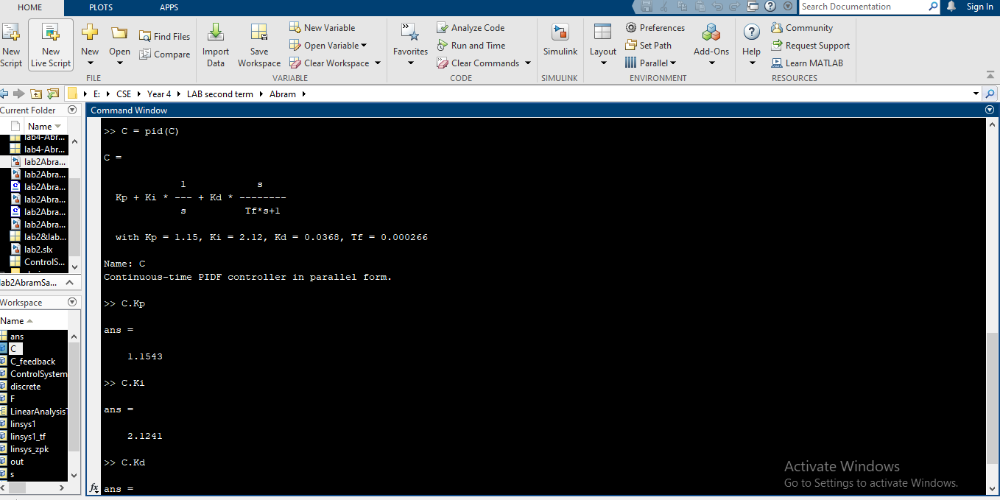 HOME PLOTS APPS Search Documentation Sign In
New Script
New Live Script
New
Open
Find Files
Compare
FILE
Import Data
Save Workspace
New Variable
Open Variable
Clear Workspace
VARIABLE
Favorites
Analyze Code
Run and Time
Clear Commands
CODE
Simulink
SIMULINK
Layout
Preferences
Set Path
Parallel
Add-Ons
ENVIRONMENT
Help
Community
Request Support
Learn MATLAB
RESOURCES
E: CSE Year 4 LAB second term Abram
Current Folder
Name
lab4-Abr...
lab4-Abr...
lab2Abra...
lab2Abra...
lab2Abra...
lab2Abra...
lab2Abra...
lab2Abra...
lab2&lab...
lab2.slx
ControlS...
lab2AbramSa...
Workspace
Name
ans
C
C_feedback
ControlSystem
discrete
F
LinearAnalysisT
linsys1
linsys1_tf
linsys_zpk
out
s
Command Window
>> C = pid(C)
C =
1 s
Kp + Ki * --- + Kd * --------
s Tf*s+1
with Kp = 1.15, Ki = 2.12, Kd = 0.0368, Tf = 0.000266
Name: C
Continuous-time PIDF controller in parallel form.
>> C.Kp
ans =
1.1543
>> C.Ki
ans =
2.1241
>> C.Kd
fx ans =
Activate Windows
Go to Settings to activate Windows.